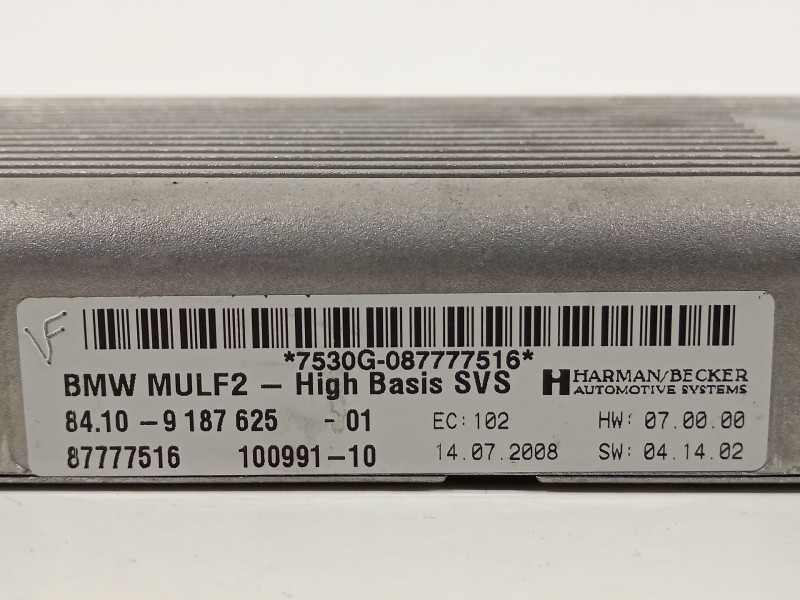 VF
*7530G-087777516*
BMW MULF2 – High Basis SVS
HARMAN/BECKER
AUTOMOTIVE SYSTEMS
84.10 – 9 187 625 - 01 EC: 102 HW: 07.00.00
87777516 100991-10 14.07.2008 SW: 04.14.02